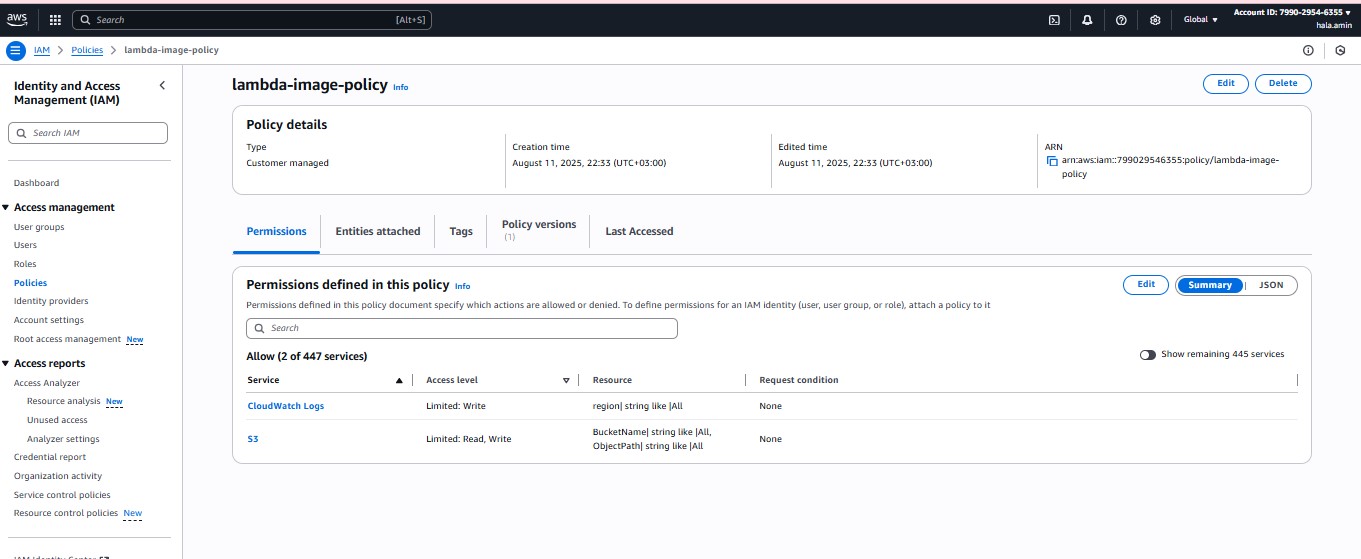 aws
Search
[Alt+S]
Global ▼
Account ID: 7990-2954-6355 ▼
hala.amin
IAM > Policies > lambda-image-policy
Identity and Access
Management (IAM)
Search IAM
Dashboard
Access management
User groups
Users
Roles
Policies
Identity providers
Account settings
Root access management New
Access reports
Access Analyzer
Resource analysis New
Unused access
Analyzer settings
Credential report
Organization activity
Service control policies
Resource control policies New
lambda-image-policy Info
Edit
Delete
Policy details
Type
Customer managed
Creation time
August 11, 2025, 22:33 (UTC+03:00)
Edited time
August 11, 2025, 22:33 (UTC+03:00)
ARN
arn:aws:iam::799029546355:policy/lambda-image-
policy
Permissions
Entities attached
Tags
Policy versions
(1)
Last Accessed
Permissions defined in this policy Info
Edit
Summary
JSON
Permissions defined in this policy document specify which actions are allowed or denied. To define permissions for an IAM identity (user, user group, or role), attach a policy to it
Search
Allow (2 of 447 services)
Show remaining 445 services
Service Access level Resource Request condition
CloudWatch Logs Limited: Write region| string like |All None
S3 Limited: Read, Write BucketName| string like |All, None
ObjectPath| string like |All